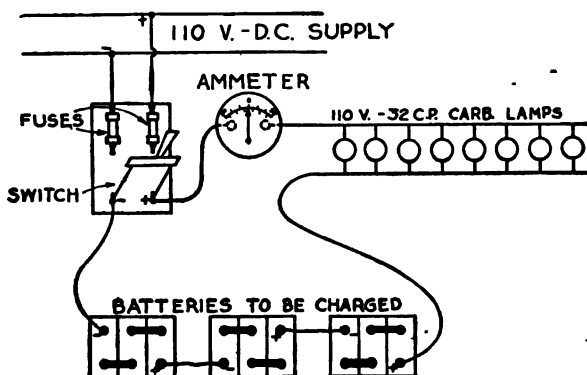 110 V.-D.C. SUPPLY
+
-
AMMETER
FUSES
110 V.-32 C.P. CARB. LAMPS
SWITCH
- +
BATTERIES TO BE CHARGED
- + -
+ - + - +